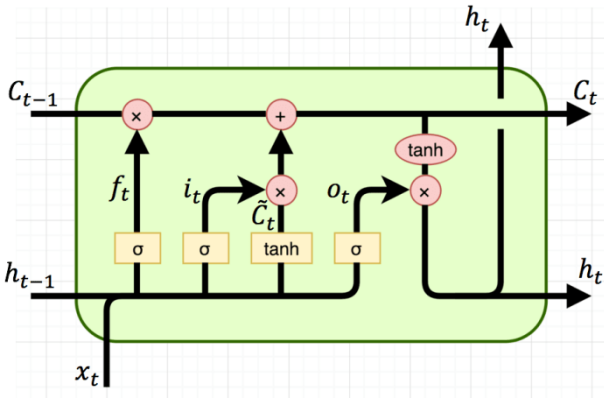 h_t
C_{t-1} × + C_t
tanh
f_t i_t × o_t ×
C̃_t
σ σ tanh σ
h_{t-1} h_t
x_t